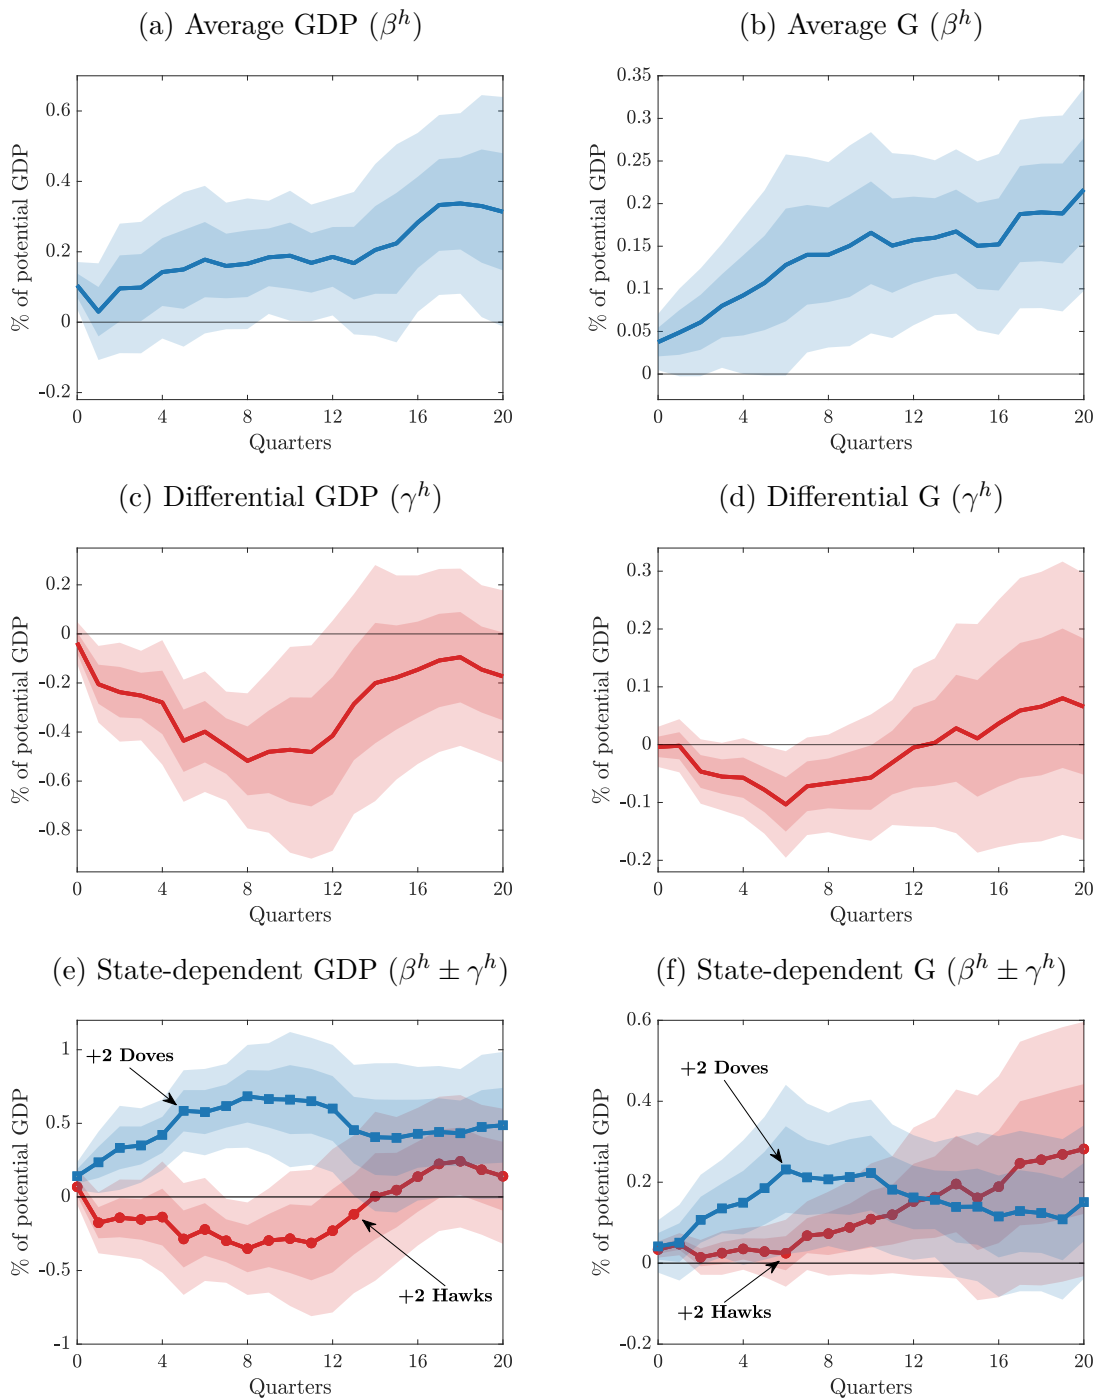 (a) Average GDP (β^h)
% of potential GDP
0.6
0.4
0.2
0
-0.2
0 4 8 12 16 20
Quarters
(b) Average G (β^h)
% of potential GDP
0.35
0.3
0.25
0.2
0.15
0.1
0.05
0
0 4 8 12 16 20
Quarters
(c) Differential GDP (γ^h)
% of potential GDP
0.2
0
-0.2
-0.4
-0.6
-0.8
0 4 8 12 16 20
Quarters
(d) Differential G (γ^h)
% of potential GDP
0.3
0.2
0.1
0
-0.1
-0.2
0 4 8 12 16 20
Quarters
(e) State-dependent GDP (β^h ± γ^h)
% of potential GDP
1
0.5
0
-0.5
-1
+2 Doves
+2 Hawks
0 4 8 12 16 20
Quarters
(f) State-dependent G (β^h ± γ^h)
% of potential GDP
0.6
0.4
0.2
0
-0.2
+2 Doves
+2 Hawks
0 4 8 12 16 20
Quarters